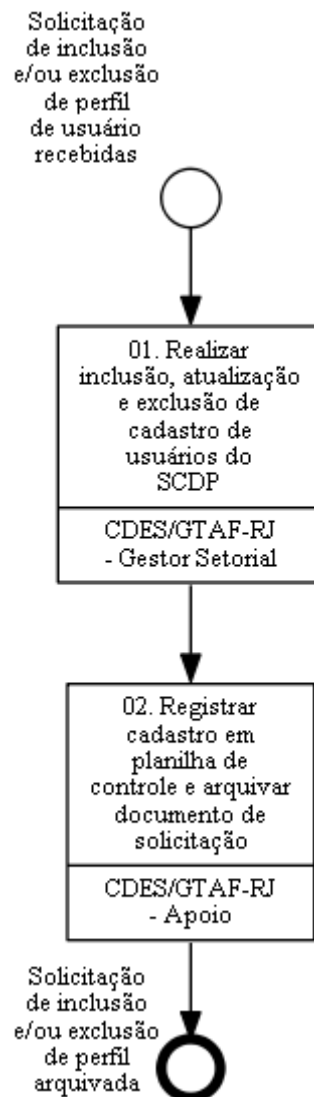 Solicitação
de inclusão
e/ou exclusão
de perfil
de usuário
recebidas
01. Realizar
inclusão, atualização
e exclusão de
cadastro de
usuários do
SCDP
CDES/GTAF-RJ
- Gestor Setorial
02. Registrar
cadastro em
planilha de
controle e arquivar
documento de
solicitação
CDES/GTAF-RJ
- Apoio
Solicitação
de inclusão
e/ou exclusão
de perfil
arquivada